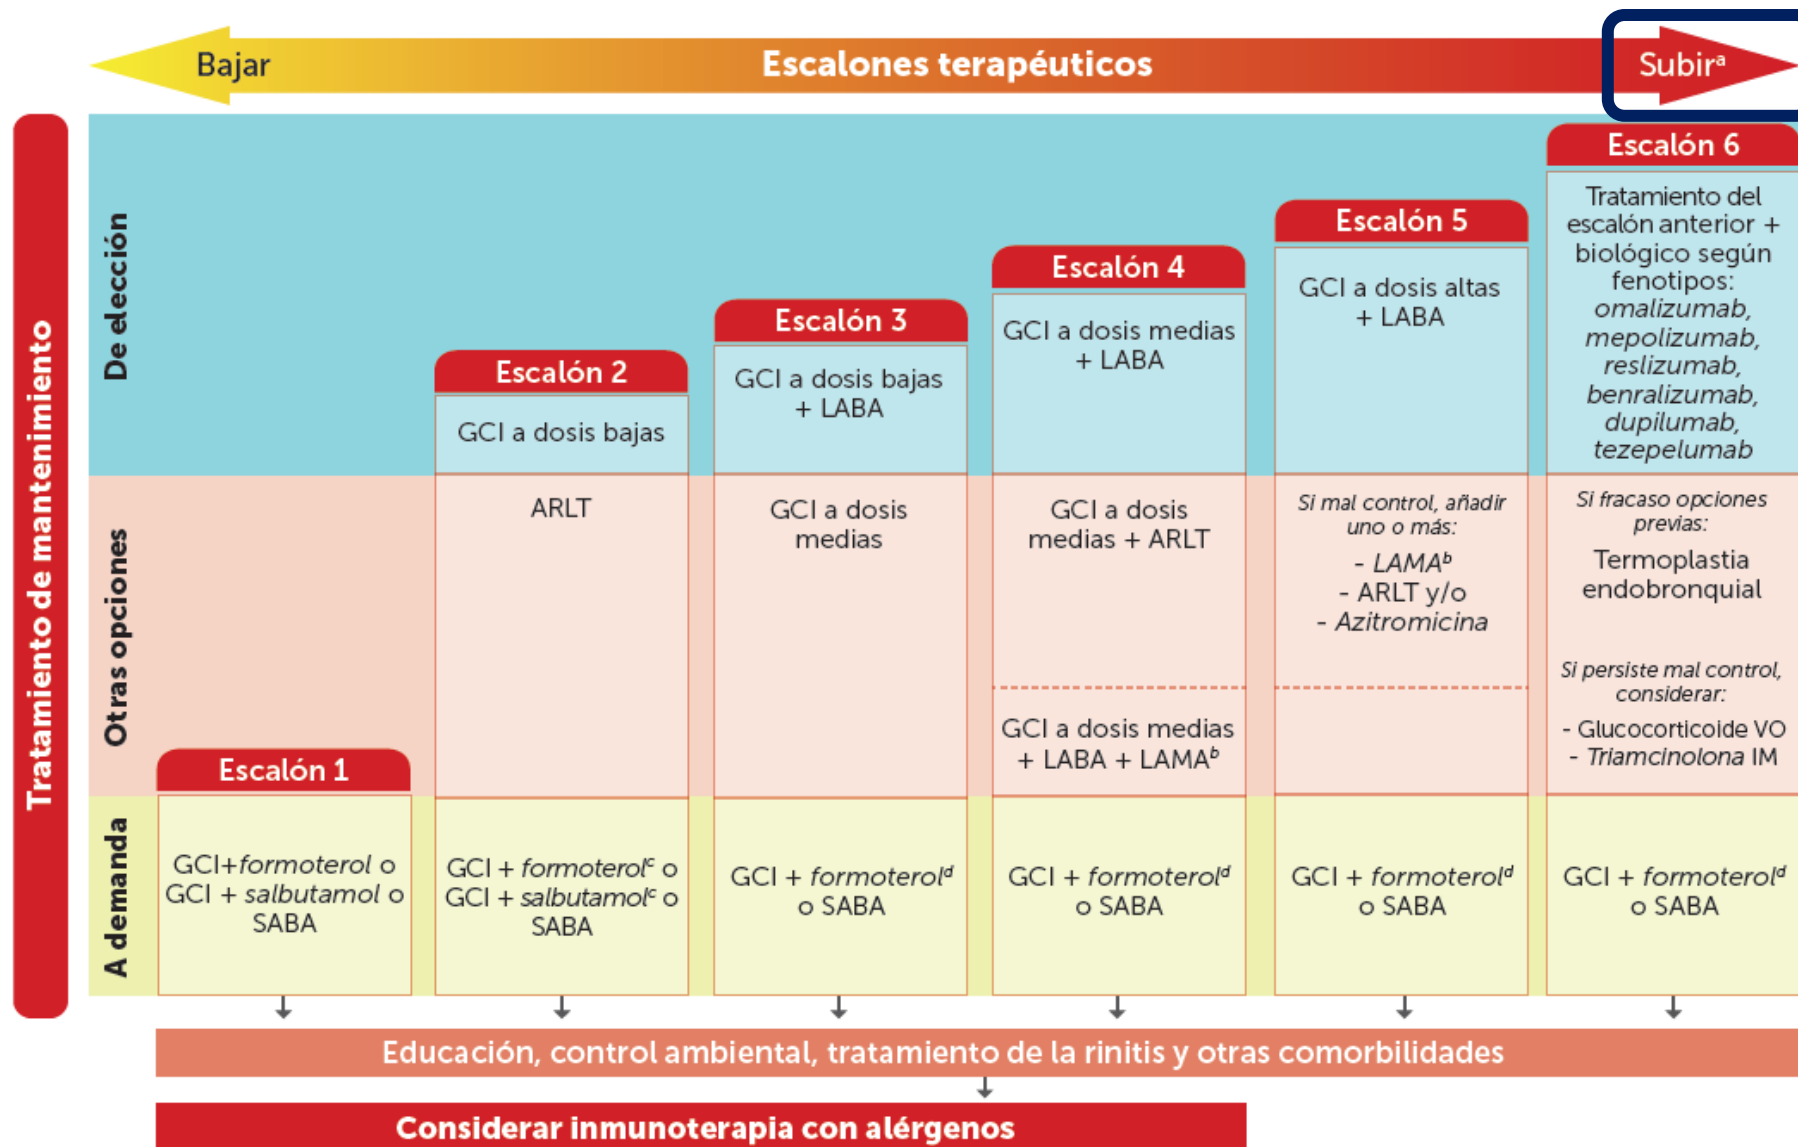 Bajar
Escalones terapéuticos
Subirᵃ
Tratamiento de mantenimiento
De elección
Otras opciones
A demanda
Escalón 1
GCI+formoterol o
GCI + salbutamol o
SABA
Escalón 2
GCI a dosis bajas
ARLT
GCI + formoterolᶜ o
GCI + salbutamolᶜ o
SABA
Escalón 3
GCI a dosis bajas
+ LABA
GCI a dosis
medias
GCI + formoterolᵈ
o SABA
Escalón 4
GCI a dosis medias
+ LABA
GCI a dosis
medias + ARLT
GCI a dosis medias
+ LABA + LAMAᵇ
GCI + formoterolᵈ
o SABA
Escalón 5
GCI a dosis altas
+ LABA
Si mal control, añadir
uno o más:
- LAMAᵇ
- ARLT y/o
- Azitromicina
GCI + formoterolᵈ
o SABA
Escalón 6
Tratamiento del
escalón anterior +
biológico según
fenotipos:
omalizumab,
mepolizumab,
reslizumab,
benralizumab,
dupilumab,
tezepelumab
Si fracaso opciones
previas:
Termoplastia
endobronquial
Si persiste mal control,
considerar:
- Glucocorticoide VO
- Triamcinolona IM
GCI + formoterolᵈ
o SABA
Educación, control ambiental, tratamiento de la rinitis y otras comorbilidades
Considerar inmunoterapia con alérgenos